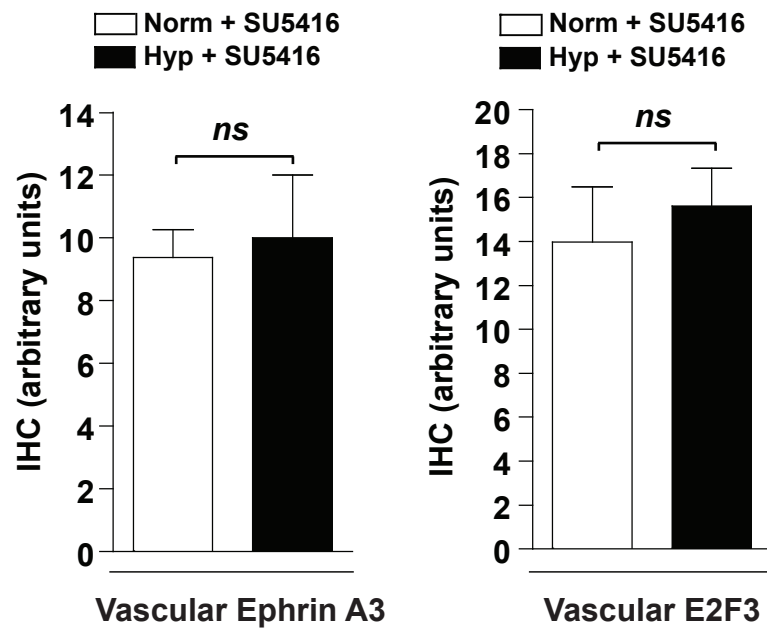 Norm + SU5416
Hyp + SU5416
ns
14
12
10
8
6
4
2
0
IHC (arbitrary units)
Vascular Ephrin A3
Norm + SU5416
Hyp + SU5416
ns
20
18
16
14
12
10
8
6
4
2
0
IHC (arbitrary units)
Vascular E2F3